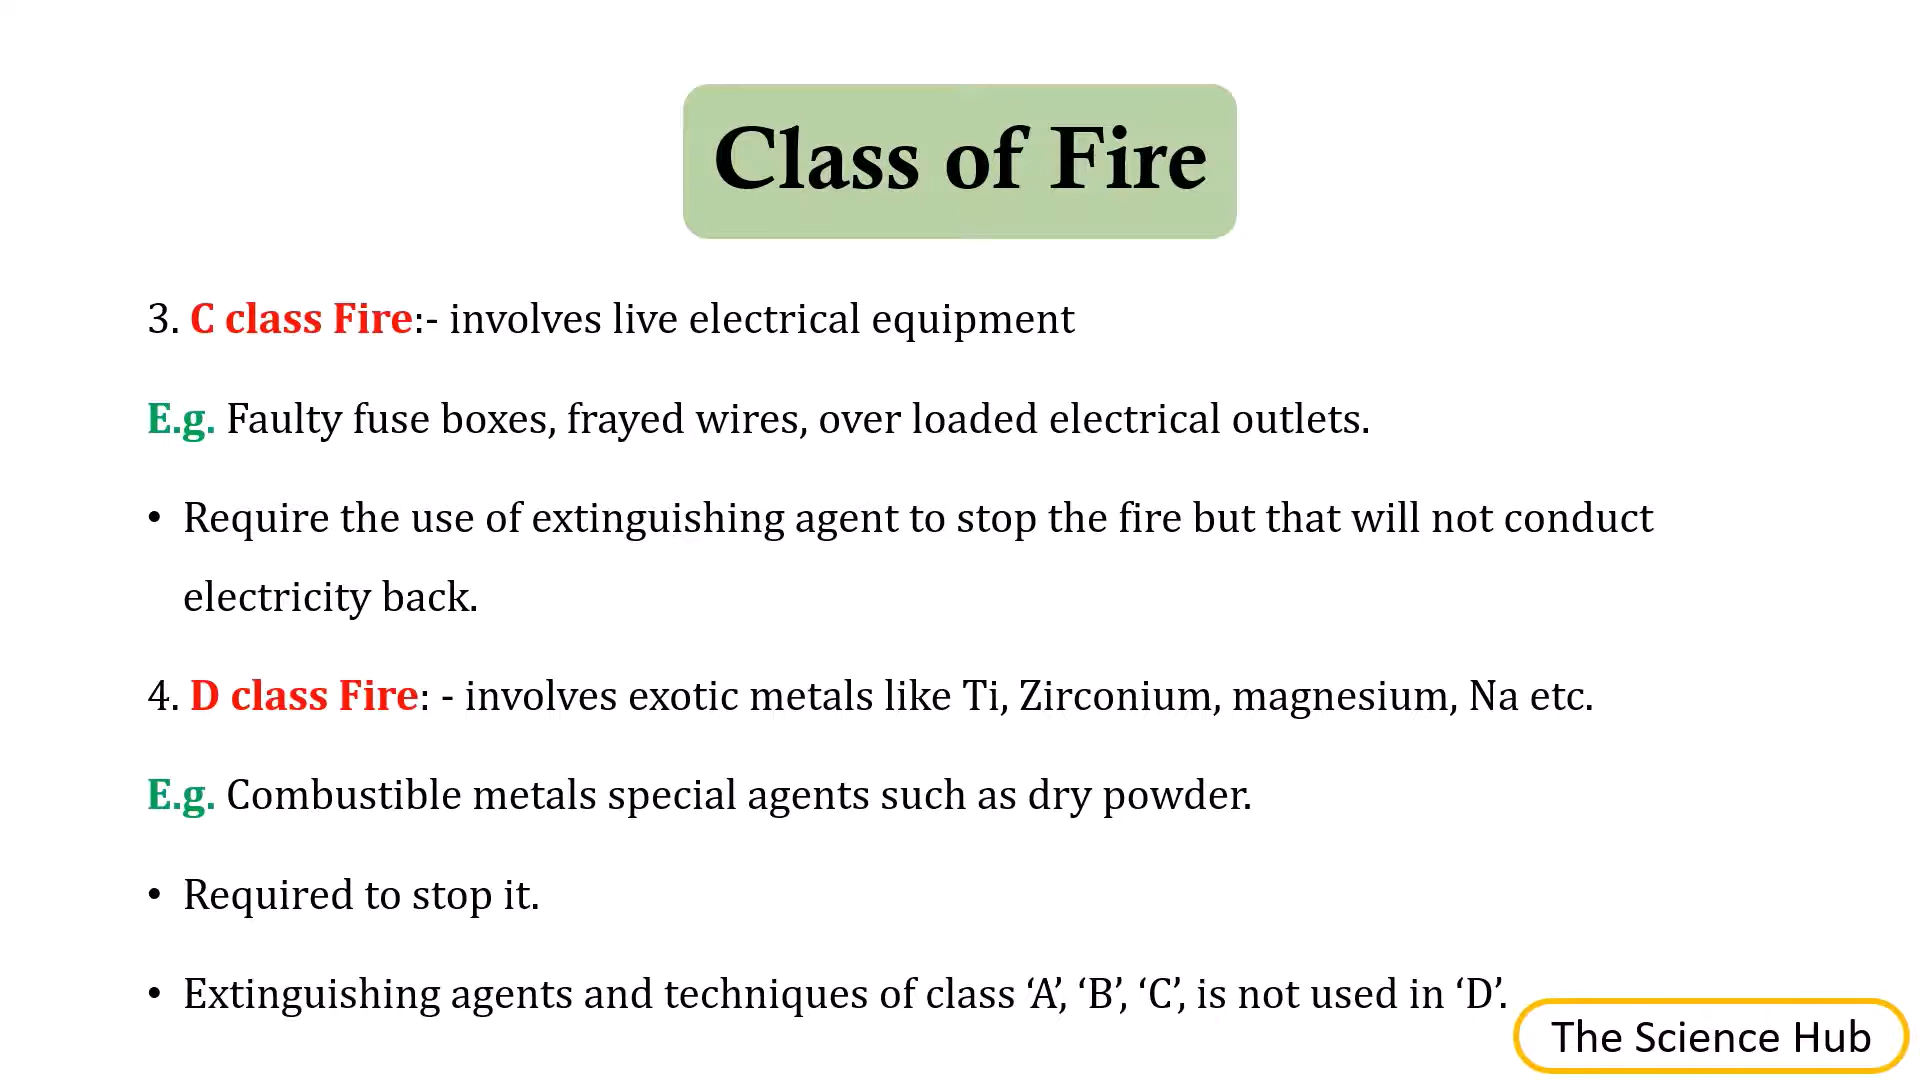 Class of Fire
3. C class Fire:- involves live electrical equipment
E.g. Faulty fuse boxes, frayed wires, over loaded electrical outlets.
• Require the use of extinguishing agent to stop the fire but that will not conduct
electricity back.
4. D class Fire: - involves exotic metals like Ti, Zirconium, magnesium, Na etc.
E.g. Combustible metals special agents such as dry powder.
• Required to stop it.
• Extinguishing agents and techniques of class ‘A’, ‘B’, ‘C’, is not used in ‘D’.
The Science Hub